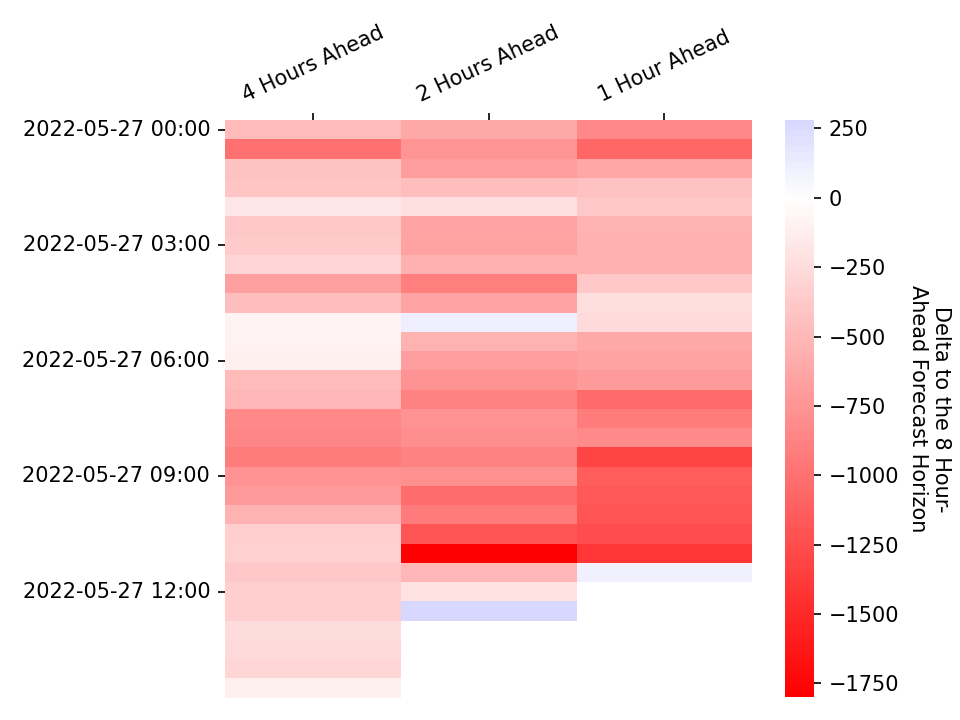 4 Hours Ahead
2 Hours Ahead
1 Hour Ahead
2022-05-27 00:00
2022-05-27 03:00
2022-05-27 06:00
2022-05-27 09:00
2022-05-27 12:00
250
0
−250
−500
−750
−1000
−1250
−1500
−1750
Delta to the 8 Hour-
Ahead Forecast Horizon